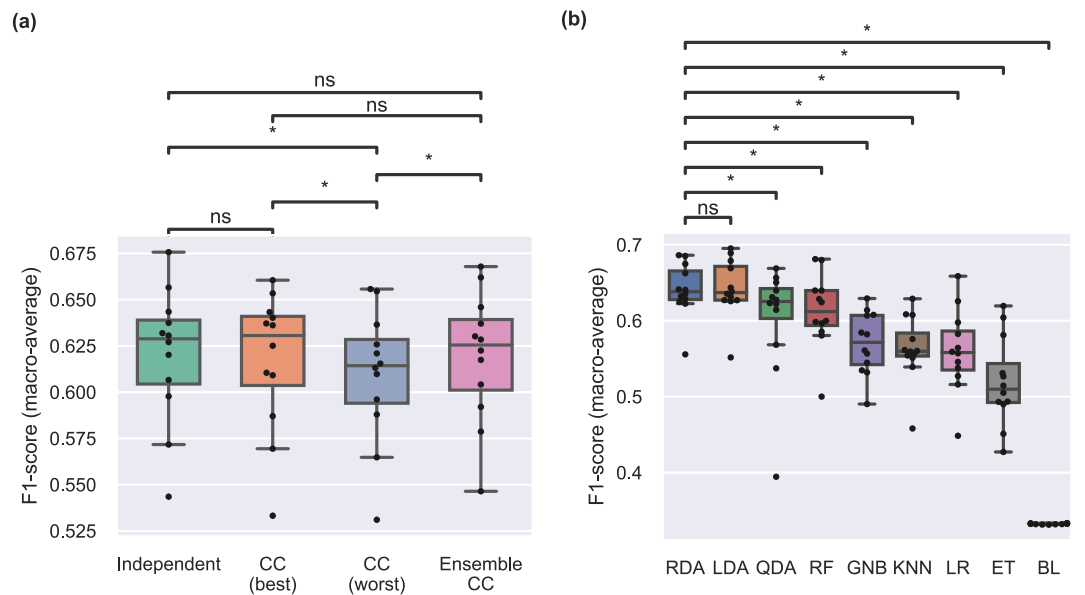 (a)
ns
ns
*
*
*
ns
F1-score (macro-average)
0.675
0.650
0.625
0.600
0.575
0.550
0.525
Independent
CC
(best)
CC
(worst)
Ensemble
CC
(b)
*
*
*
*
*
*
*
ns
F1-score (macro-average)
0.7
0.6
0.5
0.4
RDA LDA QDA RF GNB KNN LR ET BL